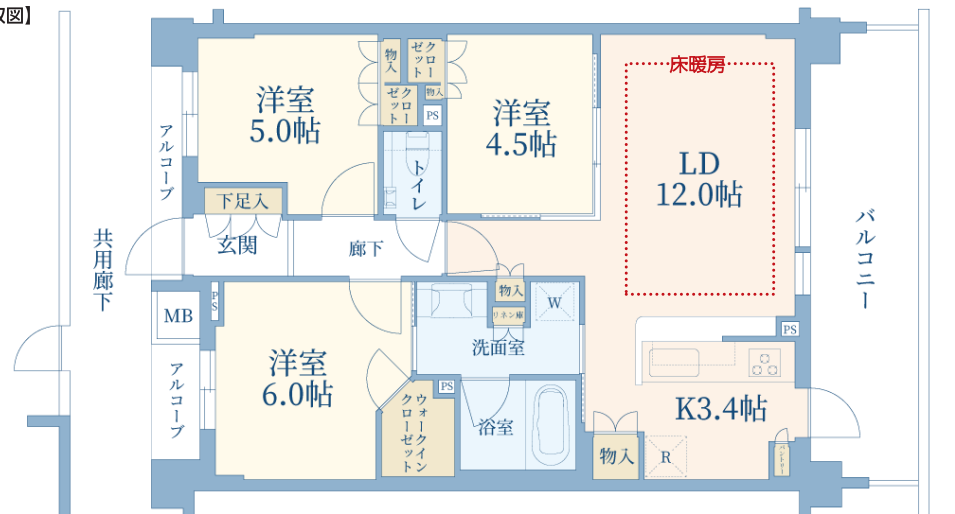 取図】
洋室
5.0帖
物入
クロー
ゼット
クロー
ゼット
物入
PS
洋室
4.5帖
床暖房
LD
12.0帖
アルコーブ
トイレ
下足入
玄関
廊下
共用廊下
バルコニー
物入
リネン庫
W
洗面室
PS
MB
洋室
6.0帖
PS
アルコーブ
PS
ウォークイン
クローゼット
浴室
K3.4帖
物入
R
パントリー